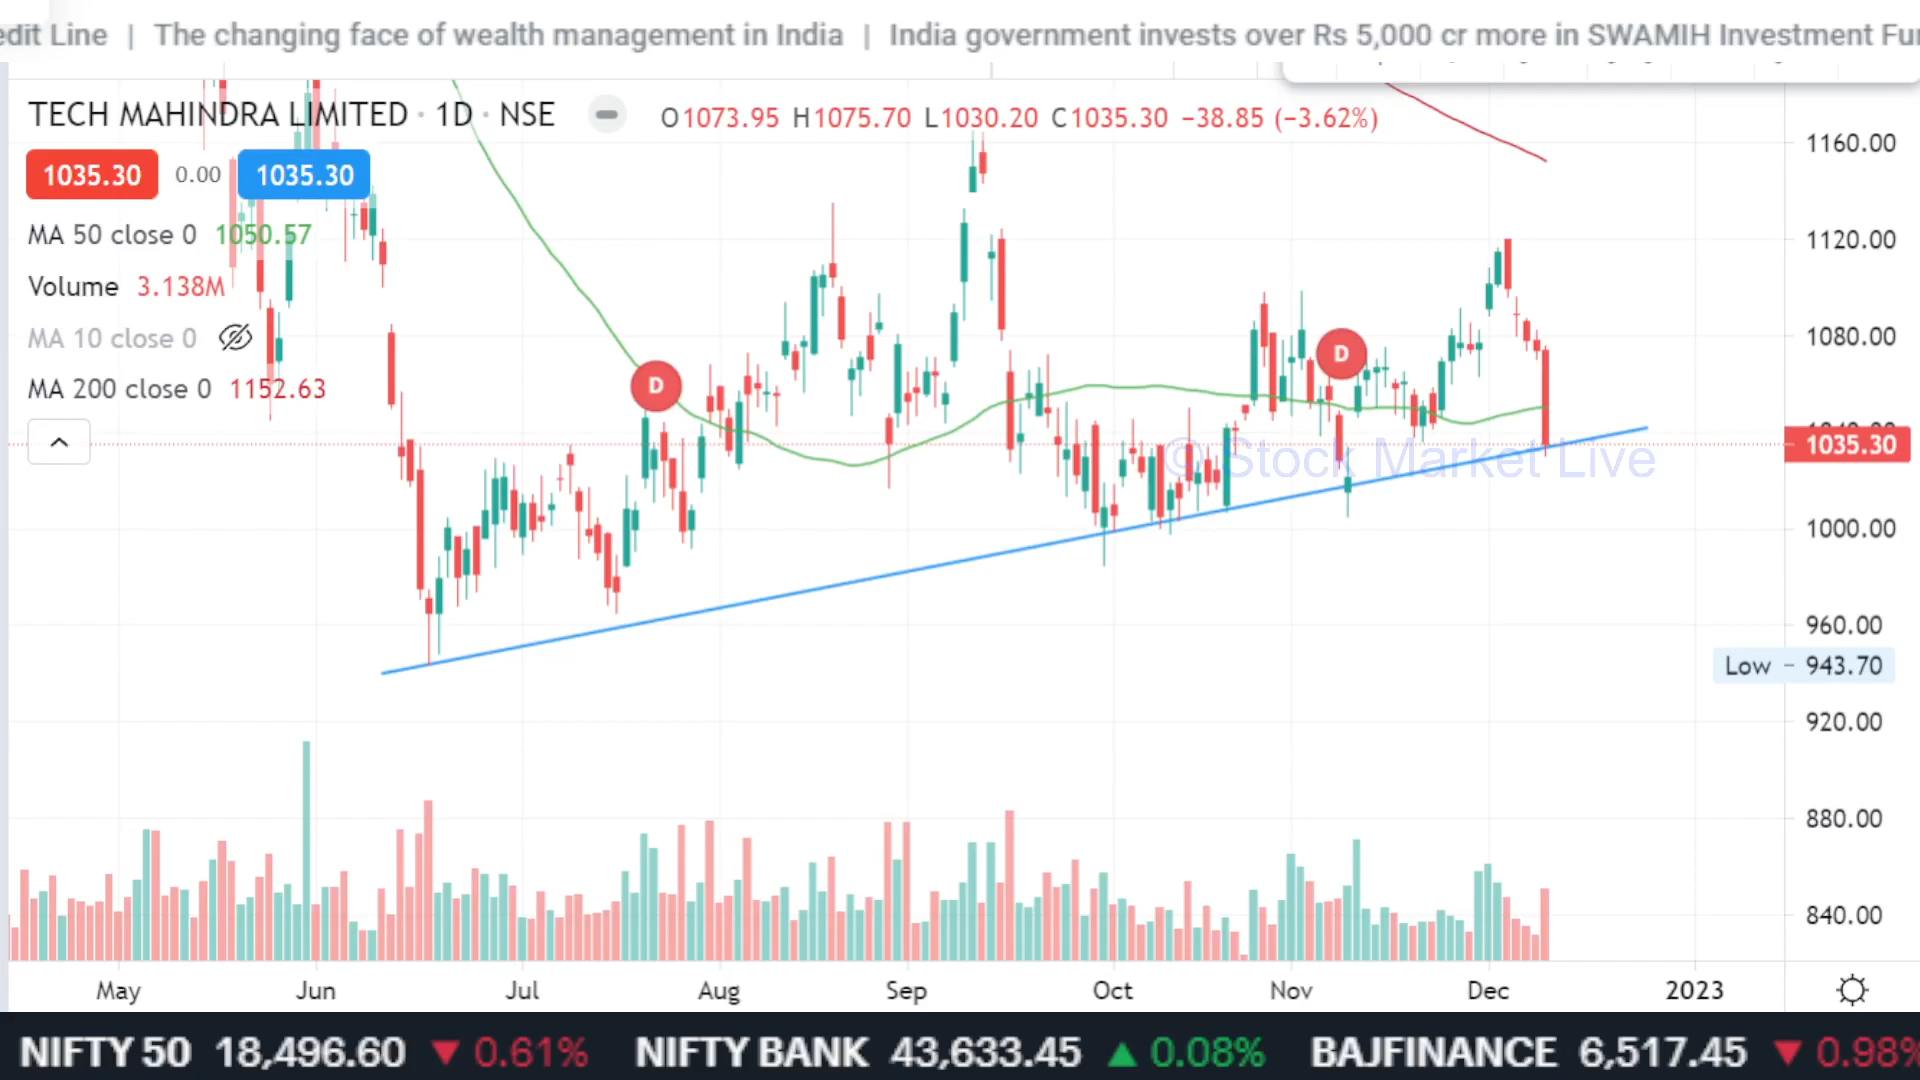 edit Line | The changing face of wealth management in India | India government invests over Rs 5,000 cr more in SWAMIH Investment Fu
TECH MAHINDRA LIMITED · 1D · NSE O1073.95 H1075.70 L1030.20 C1035.30 −38.85 (−3.62%)
1035.30 0.00 1035.30
MA 50 close 0 1050.57
Volume 3.138M
MA 10 close 0
MA 200 close 0 1152.63
1160.00
1120.00
1080.00
D
D
1035.30
© Stock Market Live
1000.00
960.00
Low - 943.70
920.00
880.00
840.00
May Jun Jul Aug Sep Oct Nov Dec 2023
NIFTY 50 18,496.60 ▼ 0.61% NIFTY BANK 43,633.45 ▲ 0.08% BAJFINANCE 6,517.45 ▼ 0.98%